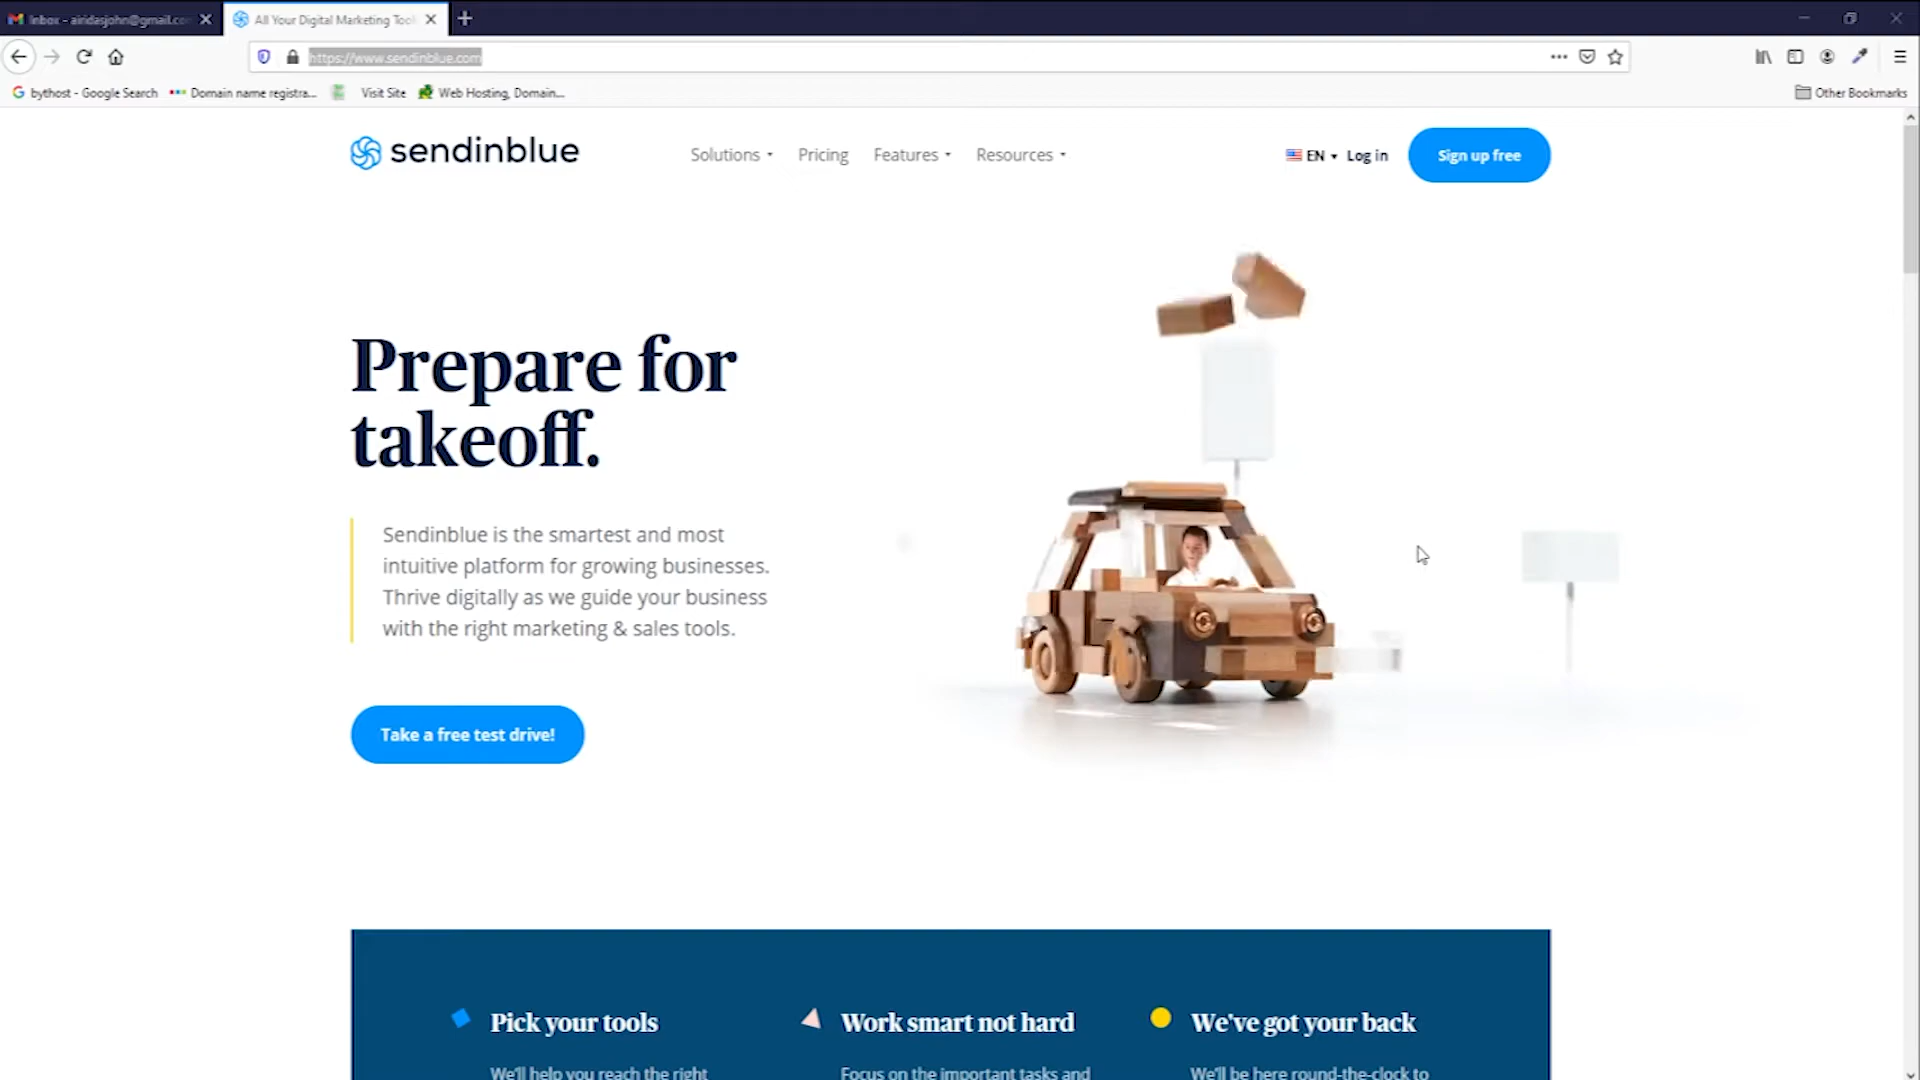 Inbox - airidasjohn@gmail.co
All Your Digital Marketing Tool
https://www.sendinblue.com
bythost - Google Search
Domain name registra...
Visit Site
Web Hosting, Domain...
Other Bookmarks
sendinblue
Solutions
Pricing
Features
Resources
EN
Log in
Sign up free
Prepare for
takeoff.
Sendinblue is the smartest and most
intuitive platform for growing businesses.
Thrive digitally as we guide your business
with the right marketing & sales tools.
Take a free test drive!
Pick your tools
Work smart not hard
We've got your back
We'll help you reach the right
Focus on the important tasks and
We'll be here round-the-clock to